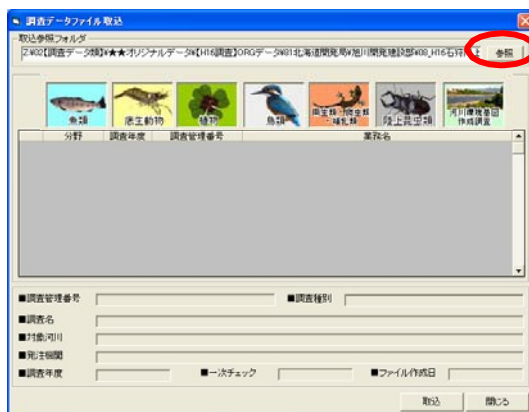 調査データファイル取込
取込参照フォルダ
Z:¥02【調査データ類】¥★★オリジナルデータ¥【H16調査】ORGデータ¥81北海道開発局¥旭川開発建設部¥08_H16石狩川上
参照
魚類
底生動物
植物
鳥類
両生類・爬虫類・哺乳類
陸上昆虫類
河川環境基図作成調査
分野 調査年度 調査管理番号 業務名
■調査管理番号 ■調査種別
■調査名
■対象河川
■発注機関
■調査年度 ■一次チェック ■ファイル作成日
取込 閉じる